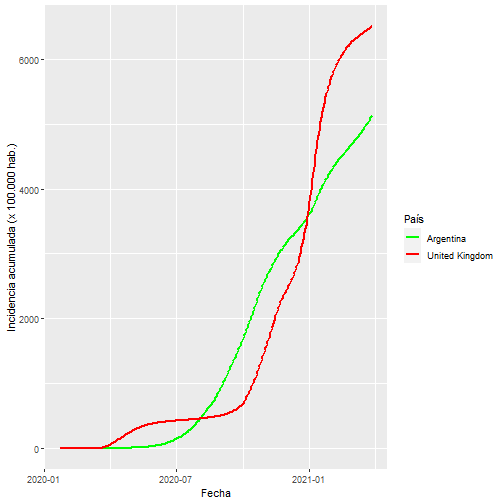 6000
4000
2000
0
Incidencia acumulada (x 100.000 hab.)
2020-01
2020-07
2021-01
Fecha
País
Argentina
United Kingdom